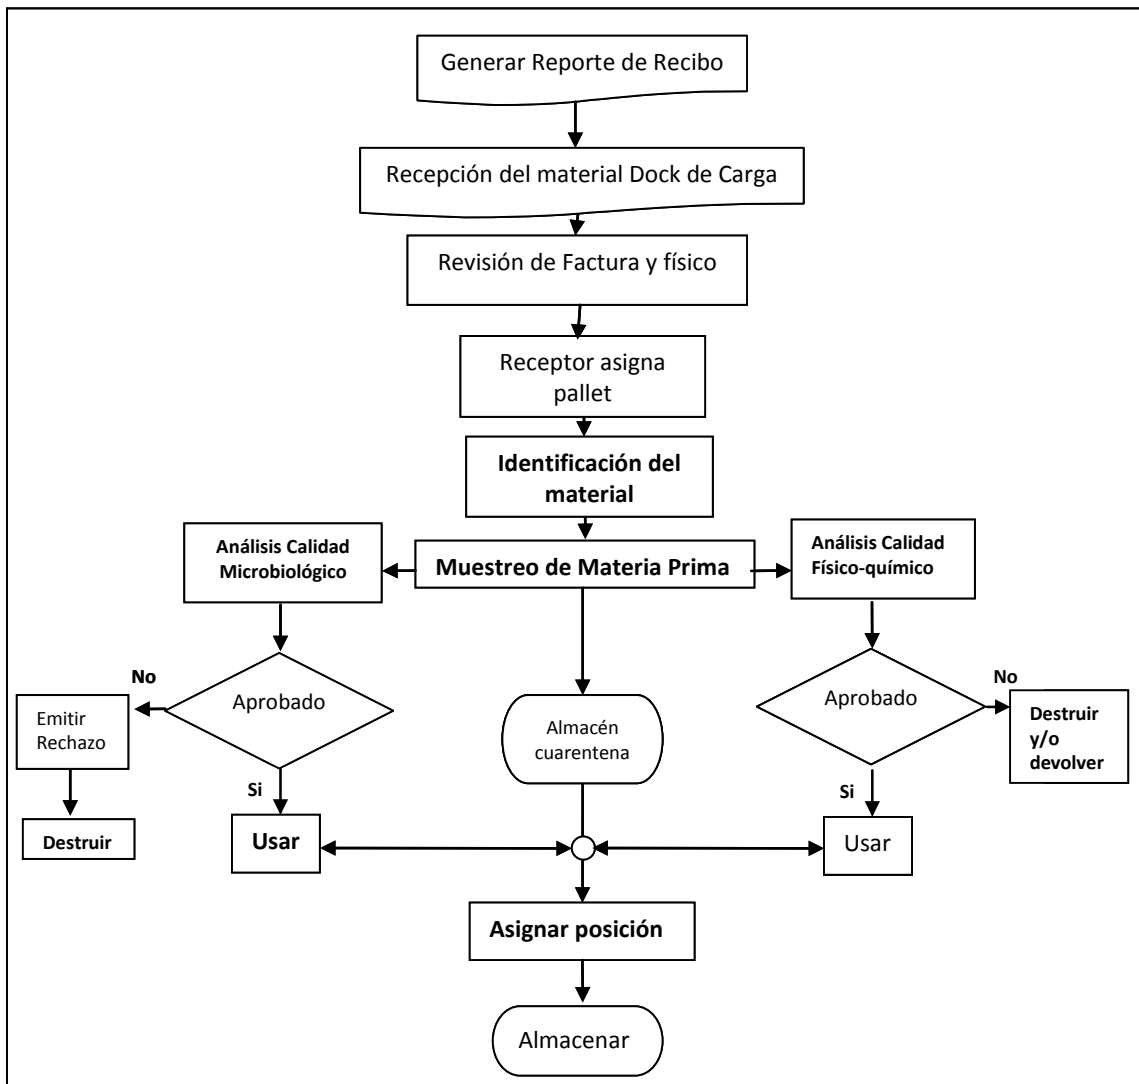 Generar Reporte de Recibo
Recepción del material Dock de Carga
Revisión de Factura y físico
Receptor asigna
pallet
Identificación del
material
Análisis Calidad
Microbiológico
Muestreo de Materia Prima
Análisis Calidad
Físico-químico
No
Aprobado
Emitir
Rechazo
Si
Destruir
Usar
Almacén
cuarentena
Aprobado
No
Destruir
y/o
devolver
Si
Usar
Asignar posición
Almacenar